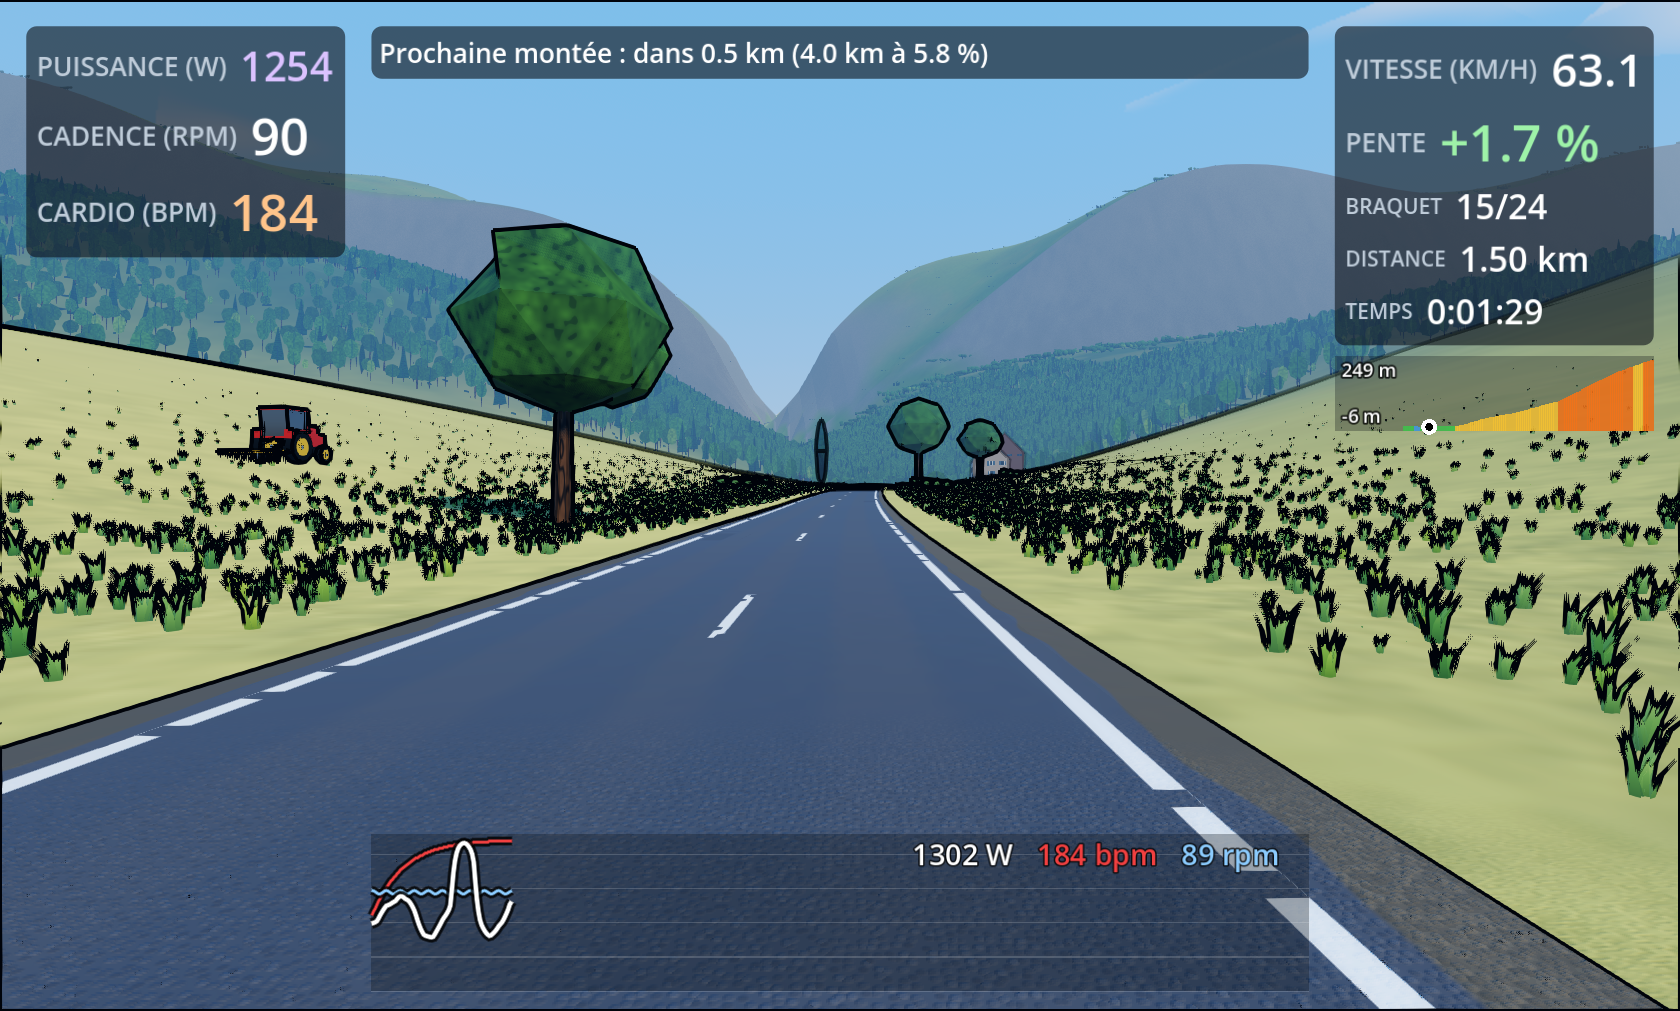 PUISSANCE (W) 1254
CADENCE (RPM) 90
CARDIO (BPM) 184
Prochaine montée : dans 0.5 km (4.0 km à 5.8 %)
VITESSE (KM/H) 63.1
PENTE +1.7 %
BRAQUET 15/24
DISTANCE 1.50 km
TEMPS 0:01:29
249 m
-6 m
1302 W 184 bpm 89 rpm